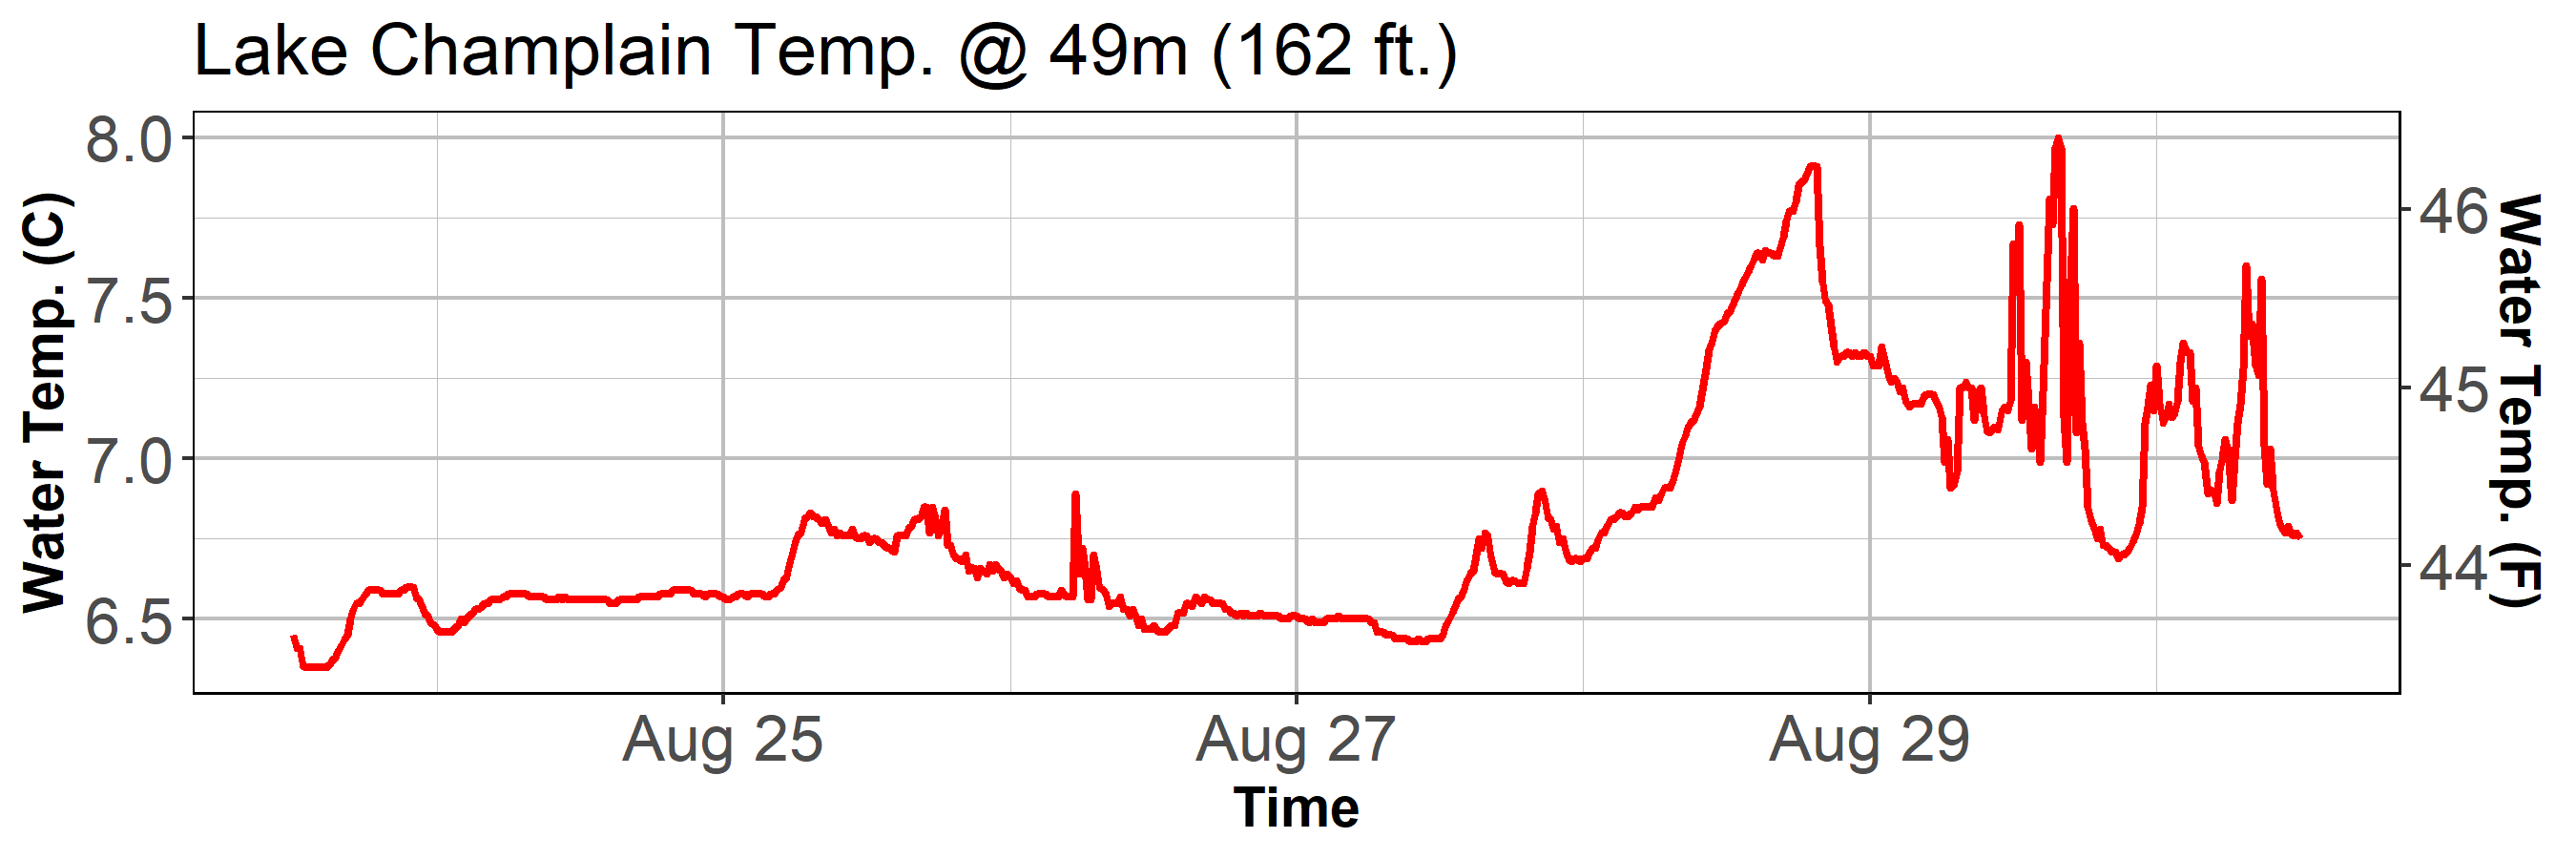 Lake Champlain Temp. @ 49m (162 ft.)
Water Temp. (C)
8.0
7.5
7.0
6.5
46
45
44
Water Temp. (F)
Aug 25
Aug 27
Aug 29
Time